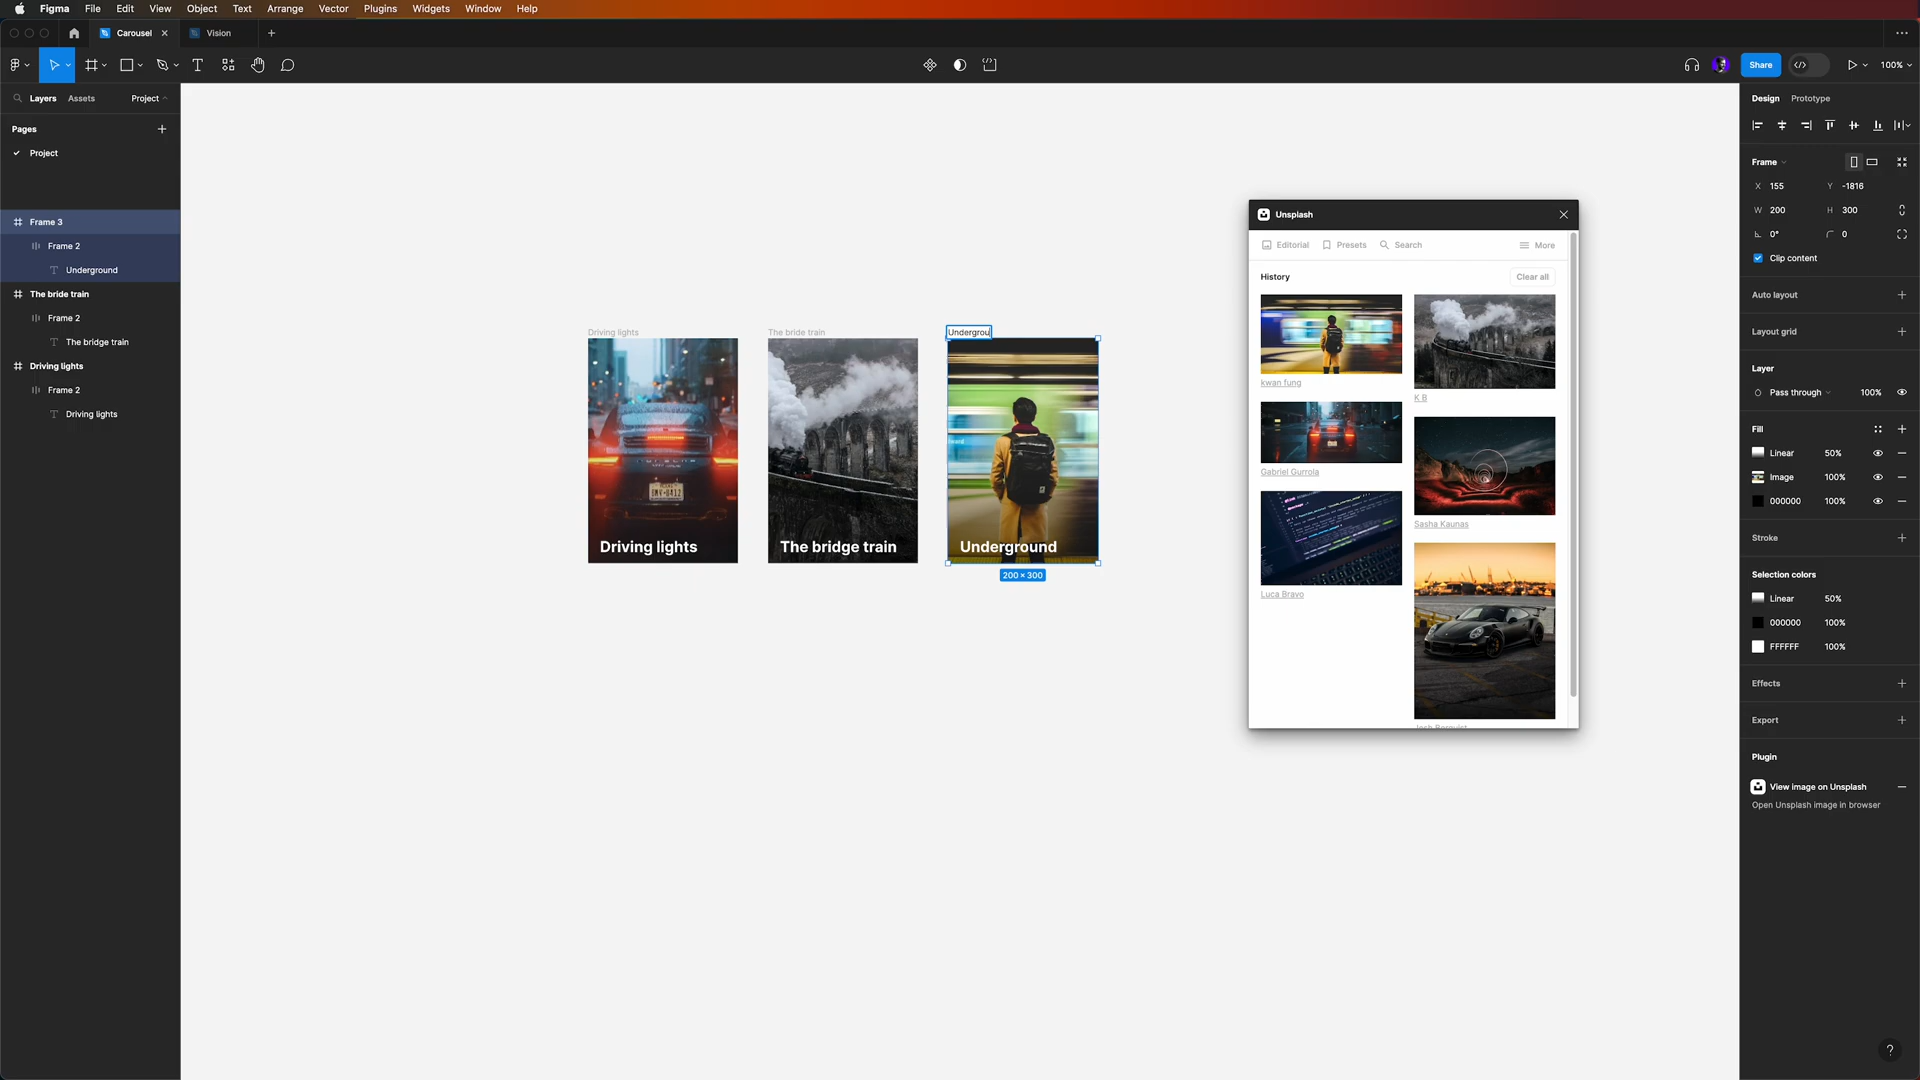 Figma File Edit View Object Text Arrange Vector Plugins Widgets Window Help
Carousel Vision
Share 100%
Layers Assets Project
Pages
Project
Frame 3
Frame 2
Underground
The bride train
Frame 2
The bridge train
Driving lights
Frame 2
Driving lights
Driving lights
The bride train
Undergrou
Driving lights
The bridge train
Underground
200 × 300
Unsplash
Editorial Presets Search More
History
Clear all
kwan fung
K B
Gabriel Gurrola
Sasha Kaunas
Luca Bravo
Design Prototype
Frame
X 155 Y -1816
W 200 H 300
0° 0
Clip content
Auto layout
Layout grid
Layer
Pass through 100%
Fill
Linear 50%
Image 100%
000000 100%
Stroke
Selection colors
Linear 50%
000000 100%
FFFFFF 100%
Effects
Export
Plugin
View image on Unsplash
Open Unsplash image in browser
?